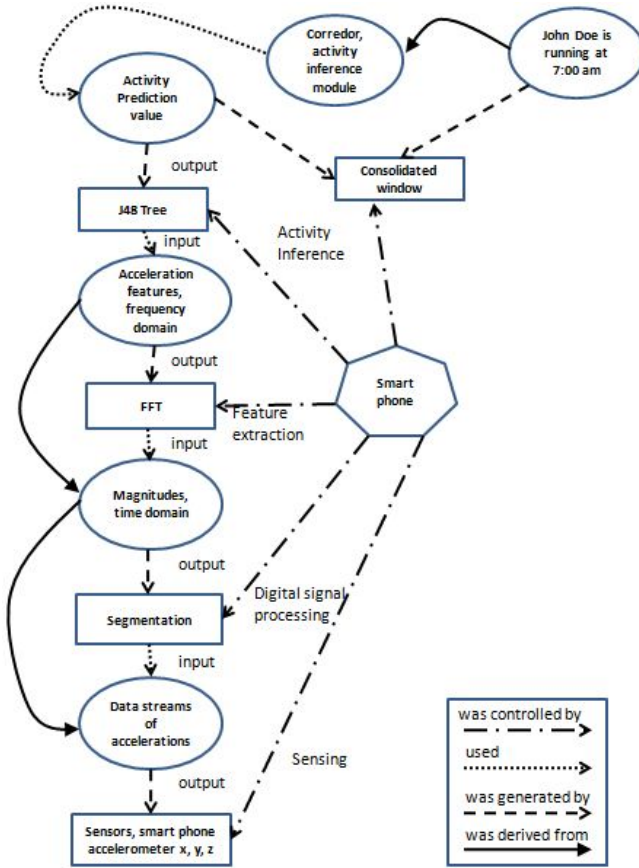 Corredor,
activity
inference
module
John Doe is
running at
7:00 am
Activity
Prediction
value
output
Consolidated
window
J48 Tree
input
Activity
Inference
Acceleration
features,
frequency
domain
output
Smart
phone
FFT
Feature
extraction
input
Magnitudes,
time domain
output
Digital signal
processing
Segmentation
input
Data streams of
accelerations
output
Sensing
Sensors, smart phone
accelerometer x, y, z
was controlled by
used
was generated by
was derived from